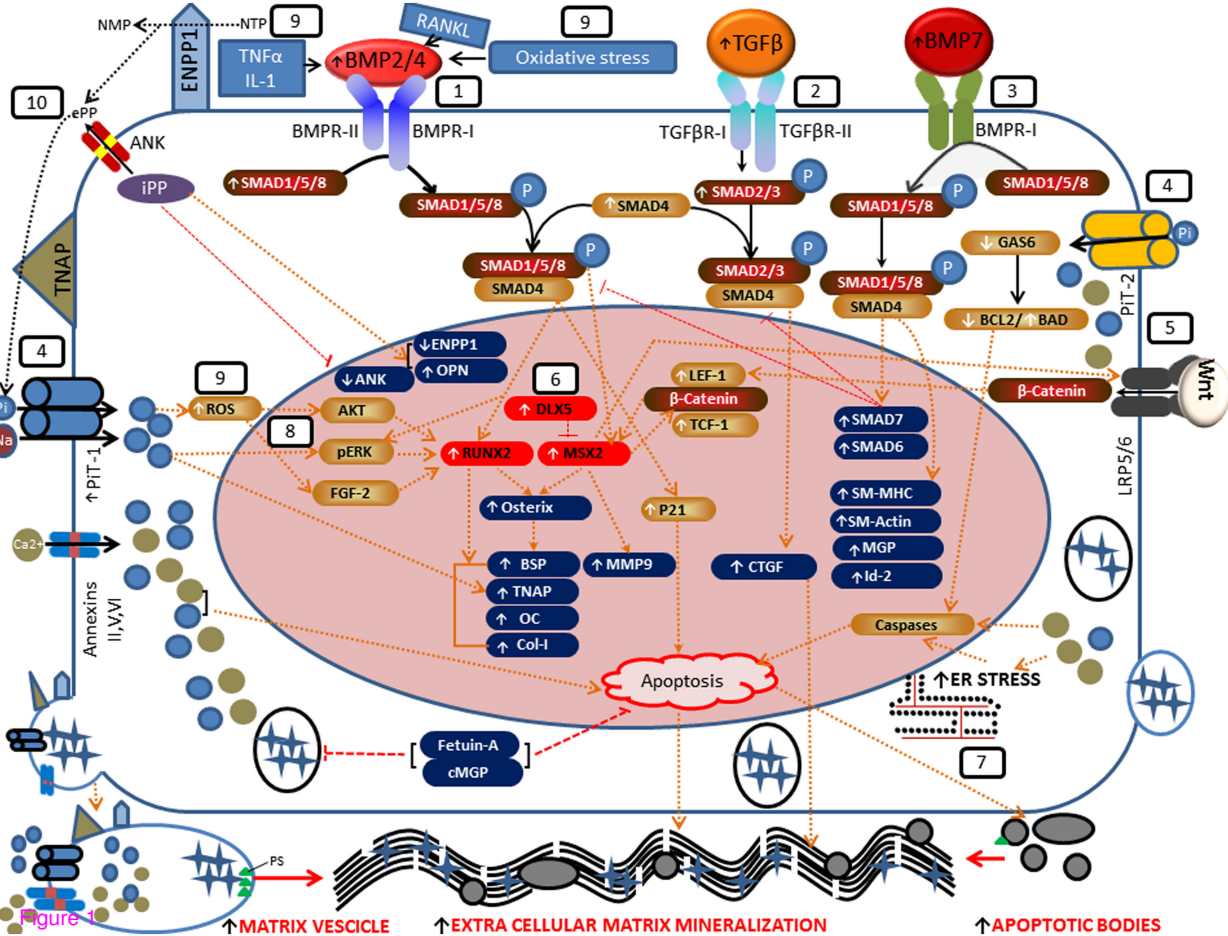 NMP
NTP
9
ENPP1
TNFα
IL-1
↑BMP2/4
RANKL
9
Oxidative stress
↑TGFβ
↑BMP7
10
ePP
ANK
iPP
BMPR-II
BMPR-I
1
TGFβR-I
TGFβR-II
2
BMPR-I
3
↑SMAD1/5/8
SMAD1/5/8
P
↑SMAD4
↑SMAD2/3
P
SMAD1/5/8
P
SMAD1/5/8
4
Pi
PiT-2
SMAD1/5/8
SMAD4
P
SMAD2/3
SMAD4
P
SMAD1/5/8
SMAD4
P
↓ GAS6
↓ BCL2/↑BAD
TNAP
4
Pi
Na
↑PiT-1
9
↑ ROS
8
↓ENPP1
↑ OPN
↓ANK
AKT
pERK
FGF-2
6
↑ DLX5
↑ RUNX2
↑ MSX2
↑ LEF-1
β-Catenin
↑ TCF-1
5
β-Catenin
Wnt
LRP5/6
↑SMAD7
↑SMAD6
↑ Osterix
↑ P21
↑ SM-MHC
↑SM-Actin
↑ MGP
↑ Id-2
Ca2+
Annexins
II,V,VI
↑ BSP
↑ TNAP
↑ OC
↑ Col-I
↑ MMP9
↑ CTGF
Caspases
Apoptosis
↑ER STRESS
7
Fetuin-A
cMGP
PS
Figure 1
↑MATRIX VESCICLE
↑EXTRA CELLULAR MATRIX MINERALIZATION
↑APOPTOTIC BODIES